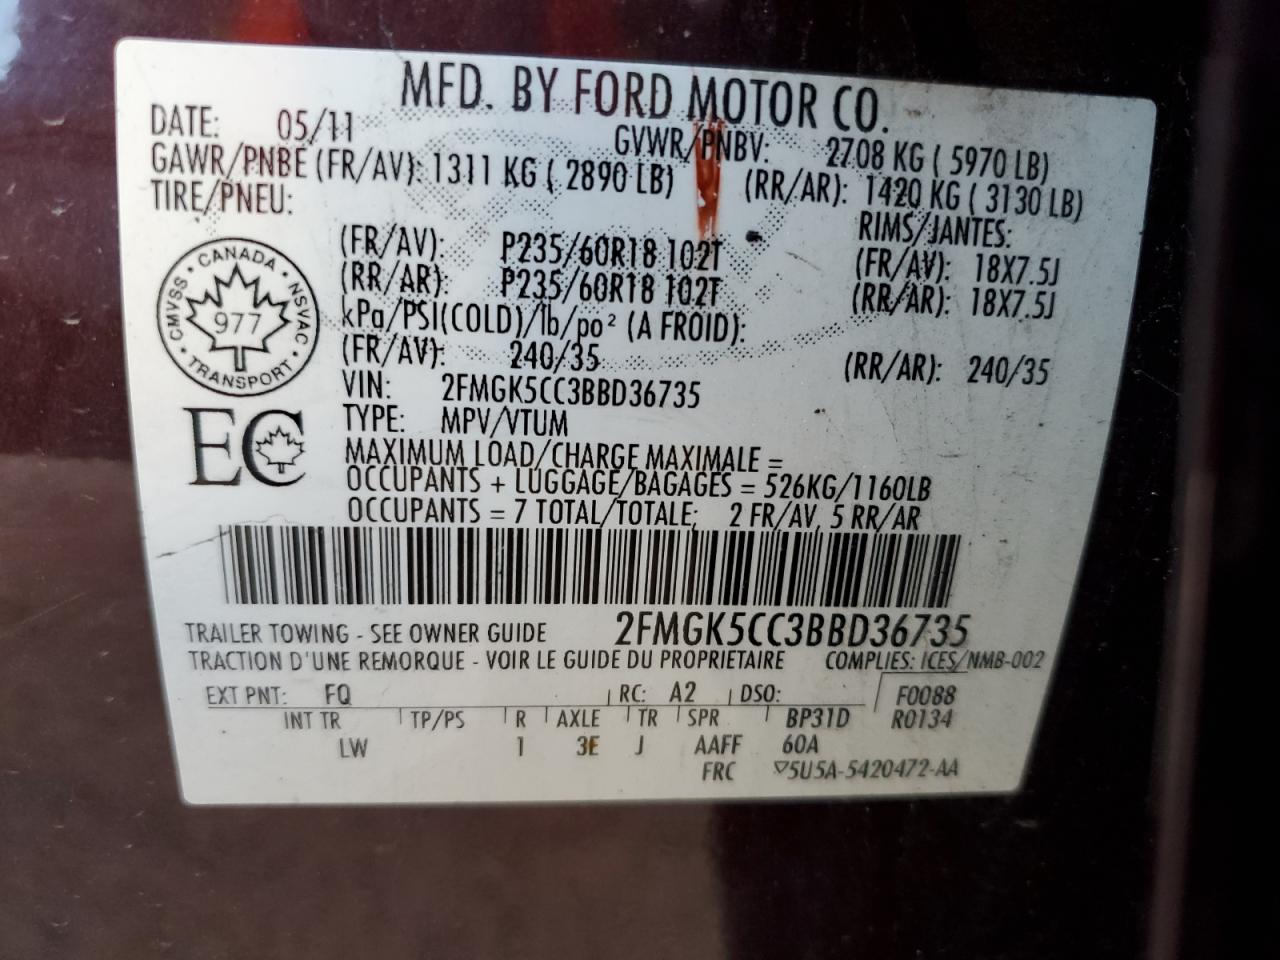 MFD. BY FORD MOTOR CO.
DATE: 05/11 GVWR/PNBV: 2708 KG ( 5970 LB)
GAWR/PNBE (FR/AV): 1311 KG ( 2890 LB) (RR/AR): 1420 KG ( 3130 LB)
TIRE/PNEU: RIMS/JANTES:
(FR/AV): P235/60R18 102T (FR/AV): 18X7.5J
(RR/AR): P235/60R18 102T (RR/AR): 18X7.5J
kPa/PSI(COLD)/lb/po² (A FROID):
(FR/AV): 240/35 (RR/AR): 240/35
CANADA
CMVSS NSVAC
977
TRANSPORT
VIN: 2FMGK5CC3BBD36735
TYPE: MPV/VTUM
EC
MAXIMUM LOAD/CHARGE MAXIMALE =
OCCUPANTS + LUGGAGE/BAGAGES = 526KG/1160LB
OCCUPANTS = 7 TOTAL/TOTALE; 2 FR/AV, 5 RR/AR
2FMGK5CC3BBD36735
TRAILER TOWING - SEE OWNER GUIDE
TRACTION D'UNE REMORQUE - VOIR LE GUIDE DU PROPRIETAIRE COMPLIES: ICES/NMB-002
EXT PNT: FQ RC: A2 DSO: F0088
INT TR TP/PS R AXLE TR SPR BP31D R0134
LW 1 3E J AAFF 60A
FRC ▽5U5A-5420472-AA